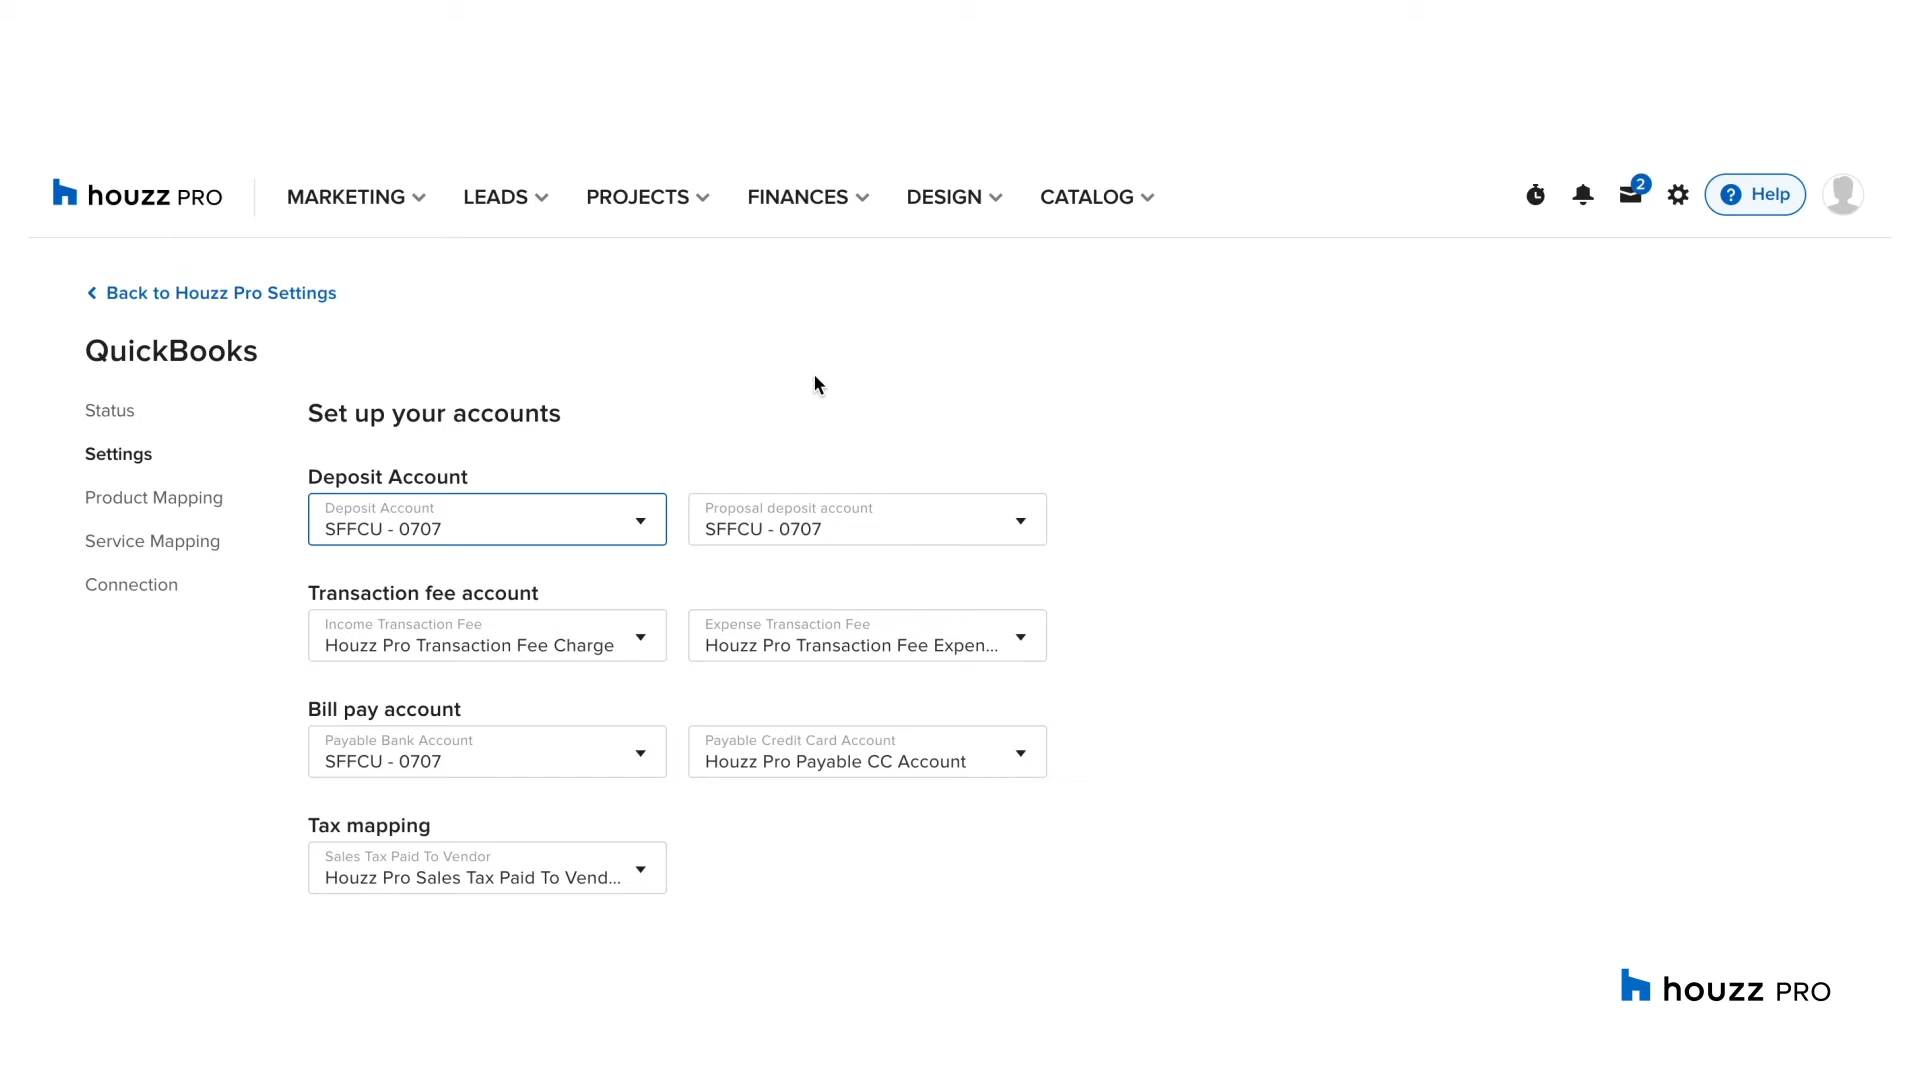 houzz PRO
MARKETING
LEADS
PROJECTS
FINANCES
DESIGN
CATALOG
2
? Help
Back to Houzz Pro Settings
QuickBooks
Status
Settings
Product Mapping
Service Mapping
Connection
Set up your accounts
Deposit Account
Deposit Account
SFFCU - 0707
Proposal deposit account
SFFCU - 0707
Transaction fee account
Income Transaction Fee
Houzz Pro Transaction Fee Charge
Expense Transaction Fee
Houzz Pro Transaction Fee Expen...
Bill pay account
Payable Bank Account
SFFCU - 0707
Payable Credit Card Account
Houzz Pro Payable CC Account
Tax mapping
Sales Tax Paid To Vendor
Houzz Pro Sales Tax Paid To Vend...
houzz PRO